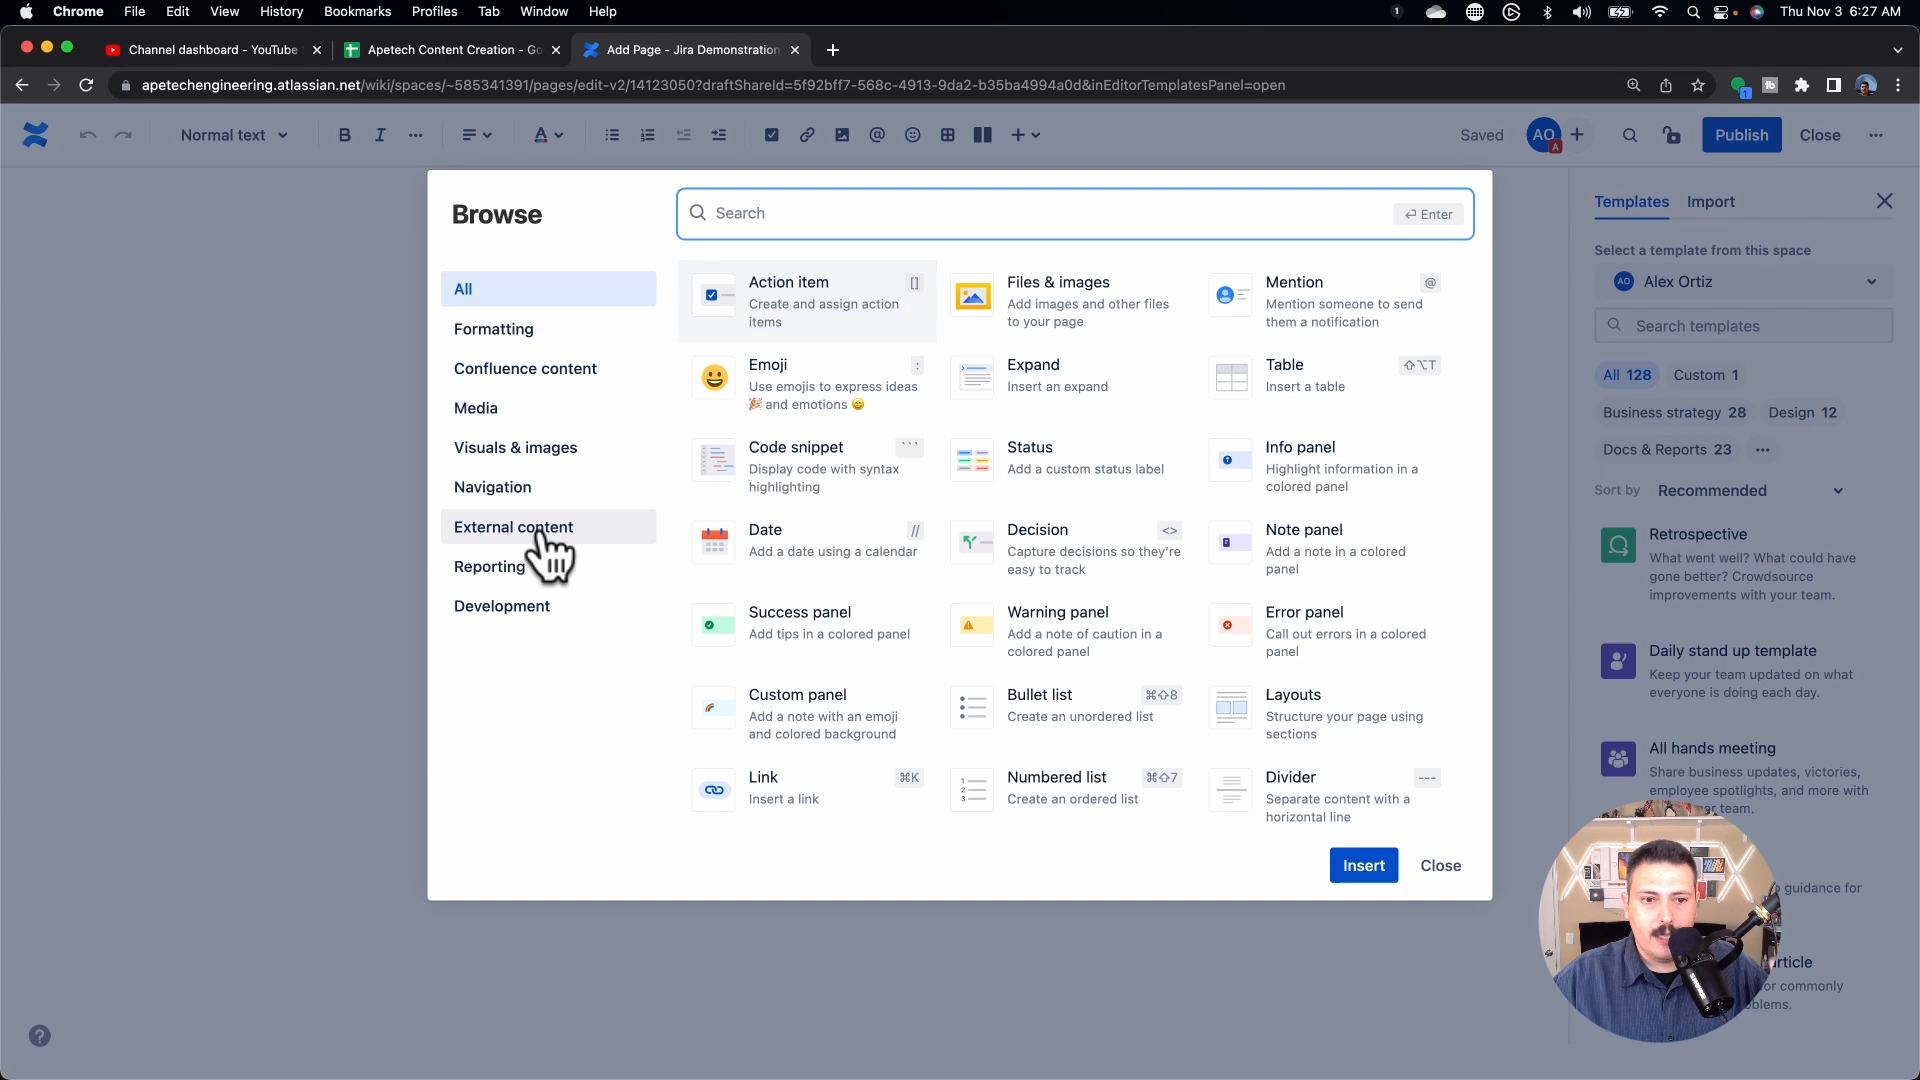 Chrome File Edit View History Bookmarks Profiles Tab Window Help
1
Thu Nov 3 6:27 AM
Channel dashboard - YouTube
Apetech Content Creation - Go
Add Page - Jira Demonstration
apetechengineering.atlassian.net/wiki/spaces/~585341391/pages/edit-v2/14123050?draftShareId=5f92bff7-568c-4913-9da2-b35ba4994a0d&inEditorTemplatesPanel=open
tb
1
Normal text
B I
A
Saved
AO
A
Publish
Close
Browse
Search
Enter
All
Formatting
Confluence content
Media
Visuals & images
Navigation
External content
Reporting
Development
Action item []
Create and assign action
items
Files & images
Add images and other files
to your page
Mention @
Mention someone to send
them a notification
Emoji :
Use emojis to express ideas
🎉 and emotions 😄
Expand
Insert an expand
Table ⇧⌥T
Insert a table
Code snippet ```
Display code with syntax
highlighting
Status
Add a custom status label
Info panel
Highlight information in a
colored panel
Date //
Add a date using a calendar
Decision <>
Capture decisions so they're
easy to track
Note panel
Add a note in a colored
panel
Success panel
Add tips in a colored panel
Warning panel
Add a note of caution in a
colored panel
Error panel
Call out errors in a colored
panel
Custom panel
Add a note with an emoji
and colored background
Bullet list ⌘⇧8
Create an unordered list
Layouts
Structure your page using
sections
Link ⌘K
Insert a link
Numbered list ⌘⇧7
Create an ordered list
Divider ---
Separate content with a
horizontal line
Insert
Close
Templates Import
Select a template from this space
AO Alex Ortiz
Search templates
All 128 Custom 1
Business strategy 28 Design 12
Docs & Reports 23
Sort by Recommended
Retrospective
What went well? What could have
gone better? Crowdsource
improvements with your team.
Daily stand up template
Keep your team updated on what
everyone is doing each day.
All hands meeting
Share business updates, victories,
employee spotlights, and more with
team.
guidance for
article
or commonly